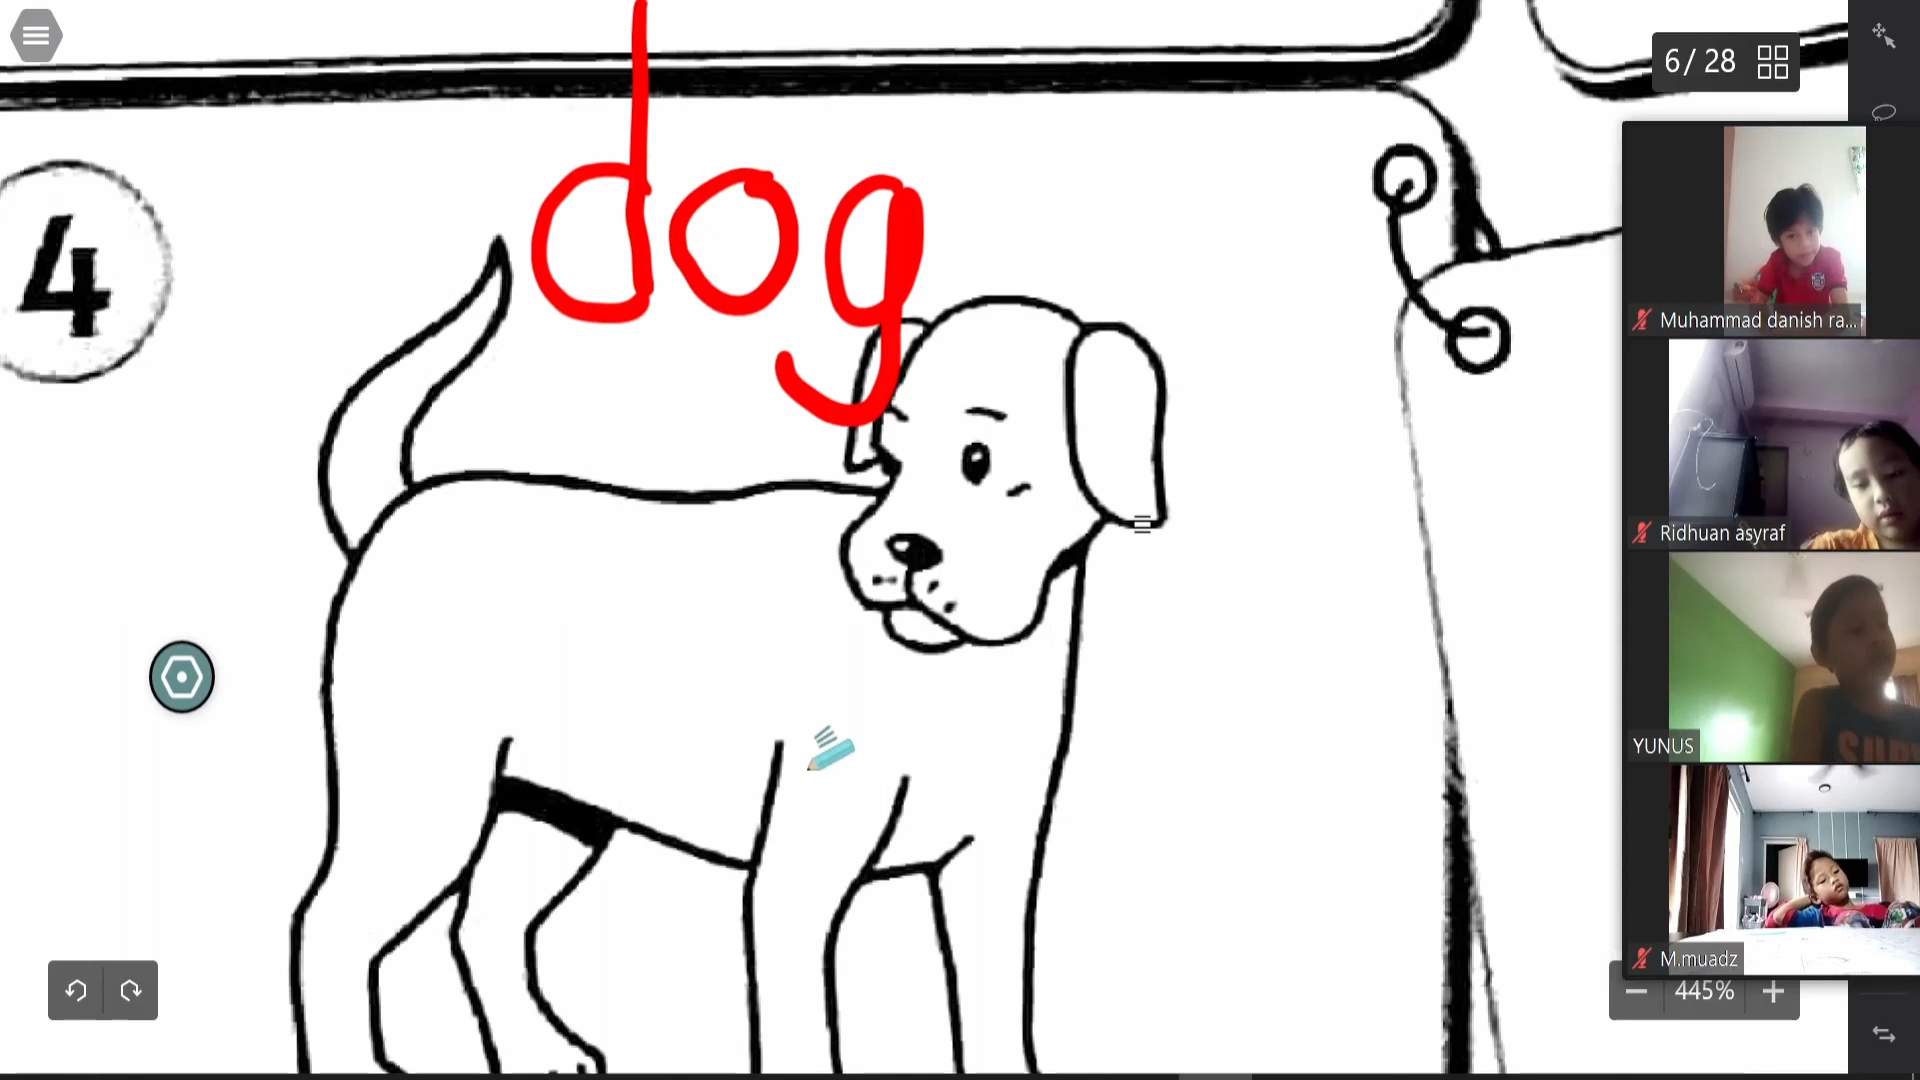 6 / 28
dog
4
Muhammad danish ra...
Ridhuan asyraf
YUNUS
M.muadz
445%